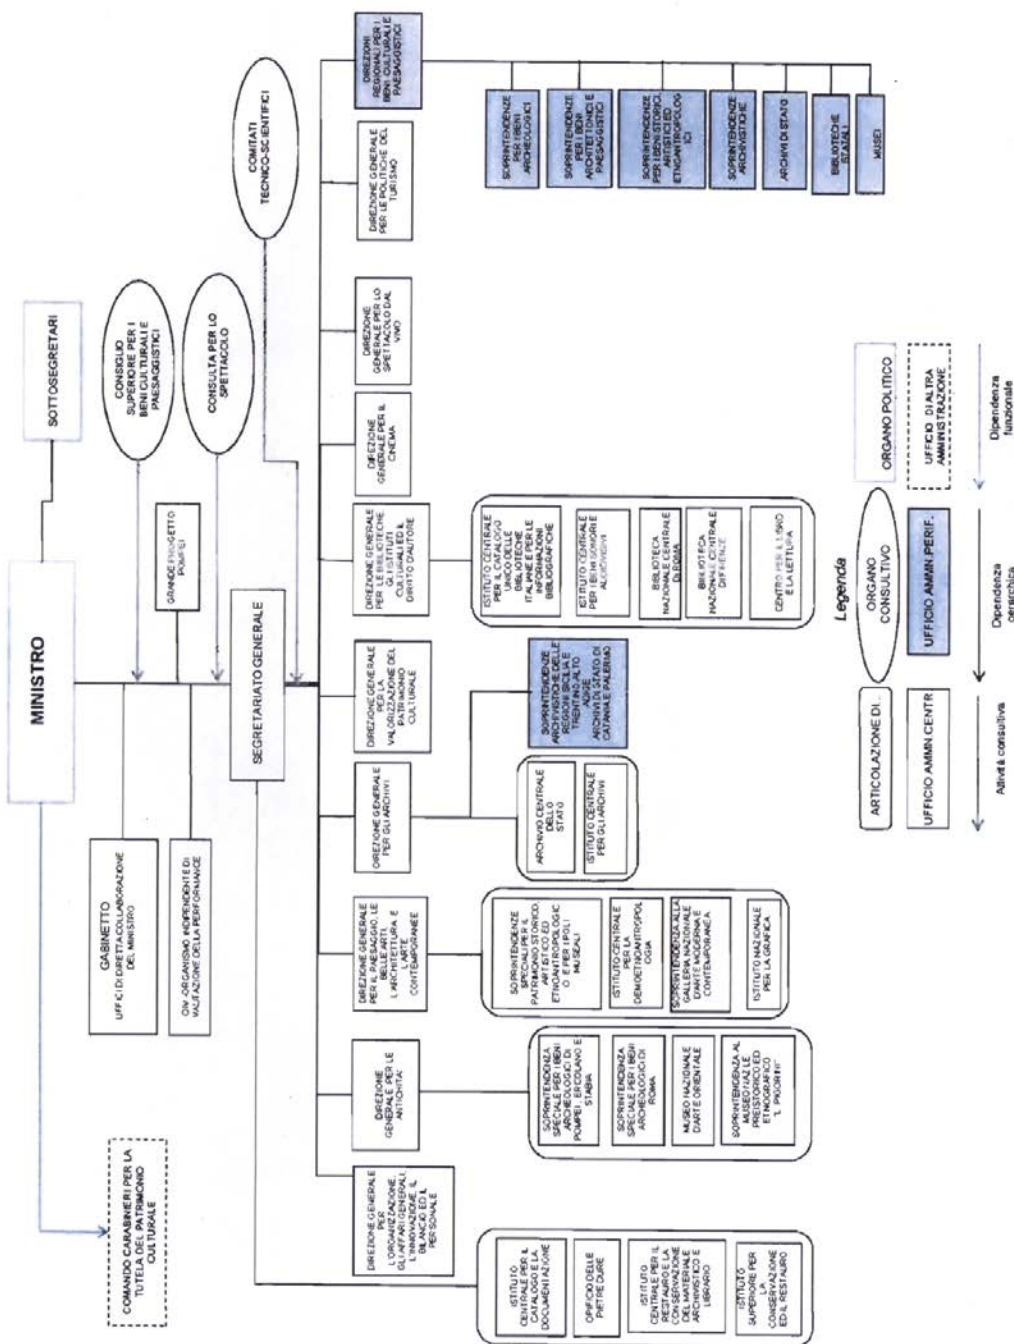 MINISTRO
SOTTOSEGRETARI
COMANDO CARABINIERI PER LA
TUTELA DEL PATRIMONIO
CULTURALE
GABINETTO
UFFICI DI DIRETTA COLLABORAZIONE
DEL MINISTRO
OIV-ORGANISMO INDIPENDENTE DI
VALUTAZIONE DELLA PERFORMANCE
GRANDE PROGETTO
POMPEI
CONSIGLIO
SUPERIORE PER I
BENI CULTURALI E
PAESAGGISTICI
CONSULTA PER LO
SPETTACOLO
COMITATI
TECNICO-SCIENTIFICI
SEGRETARIATO GENERALE
DIREZIONE GENERALE
PER
L'ORGANIZZAZIONE,
GLI AFFARI GENERALI,
L'INNOVAZIONE, IL
BILANCIO ED IL
PERSONALE
DIREZIONE
GENERALE PER LE
ANTICHITA'
DIREZIONE GENERALE
PER IL PAESAGGIO, LE
BELLE ARTI,
L'ARCHITETTURA E
L'ARTE
CONTEMPORANEE
DIREZIONE GENERALE
PER GLI ARCHIVI
DIREZIONE GENERALE
PER LA
VALORIZZAZIONE DEL
PATRIMONIO
CULTURALE
DIREZIONE GENERALE
PER LE BIBLIOTECHE,
GLI ISTITUTI
CULTURALI ED IL
DIRITTO D'AUTORE
DIREZIONE
GENERALE PER IL
CINEMA
DIREZIONE
GENERALE PER LO
SPETTACOLO DAL
VIVO
DIREZIONE GENERALE
PER LE POLITICHE DEL
TURISMO
DIREZIONI
REGIONALI PER I
BENI CULTURALI E
PAESAGGISTICI
ISTITUTO
CENTRALE PER IL
CATALOGO E LA
DOCUMENTAZIONE
OPIFICIO DELLE
PIETRE DURE
ISTITUTO
CENTRALE PER IL
RESTAURO E LA
CONSERVAZIONE
DEL MATERIALE
ARCHIVISTICO E
LIBRARIO
ISTITUTO
SUPERIORE PER
LA
CONSERVAZIONE
ED IL RESTAURO
SOPRINTENDENZA
SPECIALE PER I BENI
ARCHEOLOGICI DI
POMPEI, ERCOLANO E
STABIA
SOPRINTENDENZA
SPECIALE PER I BENI
ARCHEOLOGICI DI
ROMA
MUSEO NAZIONALE
D'ARTE ORIENTALE
SOPRINTENDENZA AL
MUSEO NAZ.LE
PREISTORICO ED
ETNOGRAFICO
"L. PIGORINI"
SOPRINTENDENZE
SPECIALI PER IL
PATRIMONIO STORICO,
ARTISTICO ED
ETNOANTROPOLOGIC
O E PER I POLI
MUSEALI
ISTITUTO CENTRALE
PER LA
DEMOETNOANTROPOL
OGIA
SOPRINTENDENZA ALLA
GALLERIA NAZIONALE
D'ARTE MODERNA E
CONTEMPORANEA
ISTITUTO NAZIONALE
PER LA GRAFICA
ARCHIVIO CENTRALE
DELLO
STATO
ISTITUTO CENTRALE
PER GLI ARCHIVI
SOPRINTENDENZE
ARCHIVISTICHE DELLE
REGIONI SICILIA E
TRENTINO ALTO
ADIGE
ARCHIVI DI STATO DI
CATANIA E PALERMO
ISTITUTO CENTRALE
PER IL CATALOGO
UNICO DELLE
BIBLIOTECHE
ITALIANE E PER LE
INFORMAZIONI
BIBLIOGRAFICHE
ISTITUTO CENTRALE
PER I BENI SONORI E
AUDIOVISIVI
BIBLIOTECA
NAZIONALE CENTRALE
DI ROMA
BIBLIOTECA
NAZIONALE CENTRALE
DI FIRENZE
CENTRO PER IL LIBRO
E LA LETTURA
SOPRINTENDENZE
PER I BENI
ARCHEOLOGICI
SOPRINTENDENZE
PER I BENI
ARCHITETTONICI E
PAESAGGISTICI
SOPRINTENDENZE
PER I BENI STORICI,
ARTISTICI ED
ETNOANTROPOLOG
ICI
SOPRINTENDENZE
ARCHIVISTICHE
ARCHIVI DI STATO
BIBLIOTECHE
STATALI
MUSEI
Legenda
ARTICOLAZIONE DI..
ORGANO
CONSULTIVO
ORGANO POLITICO
UFFICIO AMMN.CENTR
UFFICIO AMMN.PERIF.
UFFICIO DI ALTRA
AMMINISTRAZIONE
Attività consultiva
Dipendenza
gerarchica
Dipendenza
funzionale